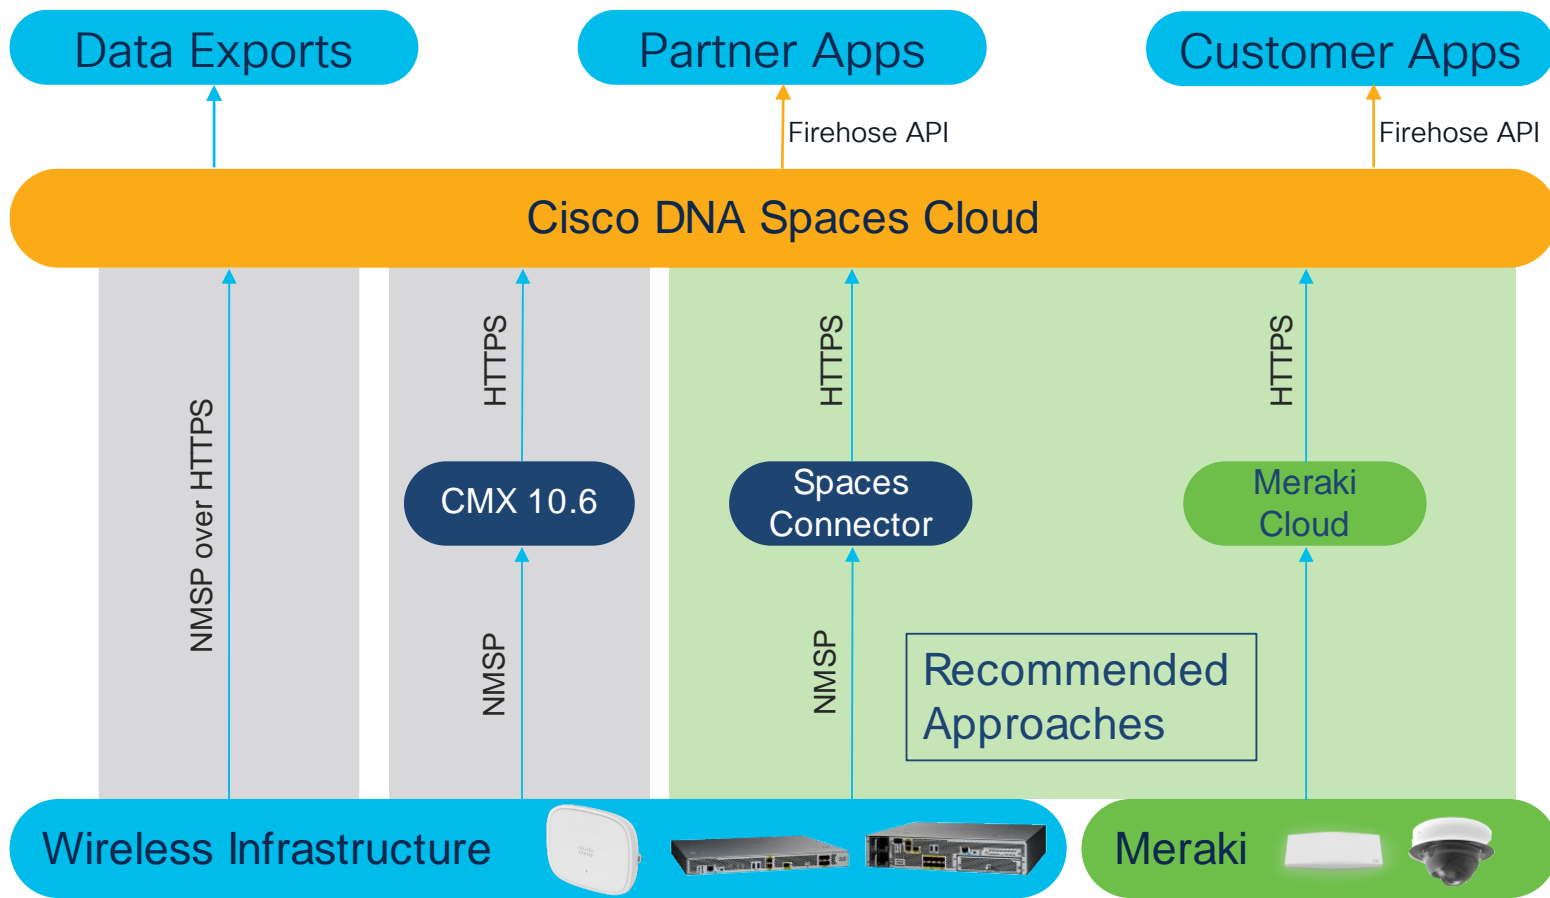 Data Exports
Partner Apps
Customer Apps
Firehose API
Firehose API
Cisco DNA Spaces Cloud
NMSP over HTTPS
HTTPS
HTTPS
HTTPS
CMX 10.6
Spaces
Connector
Meraki
Cloud
NMSP
NMSP
Recommended
Approaches
Wireless Infrastructure
Meraki